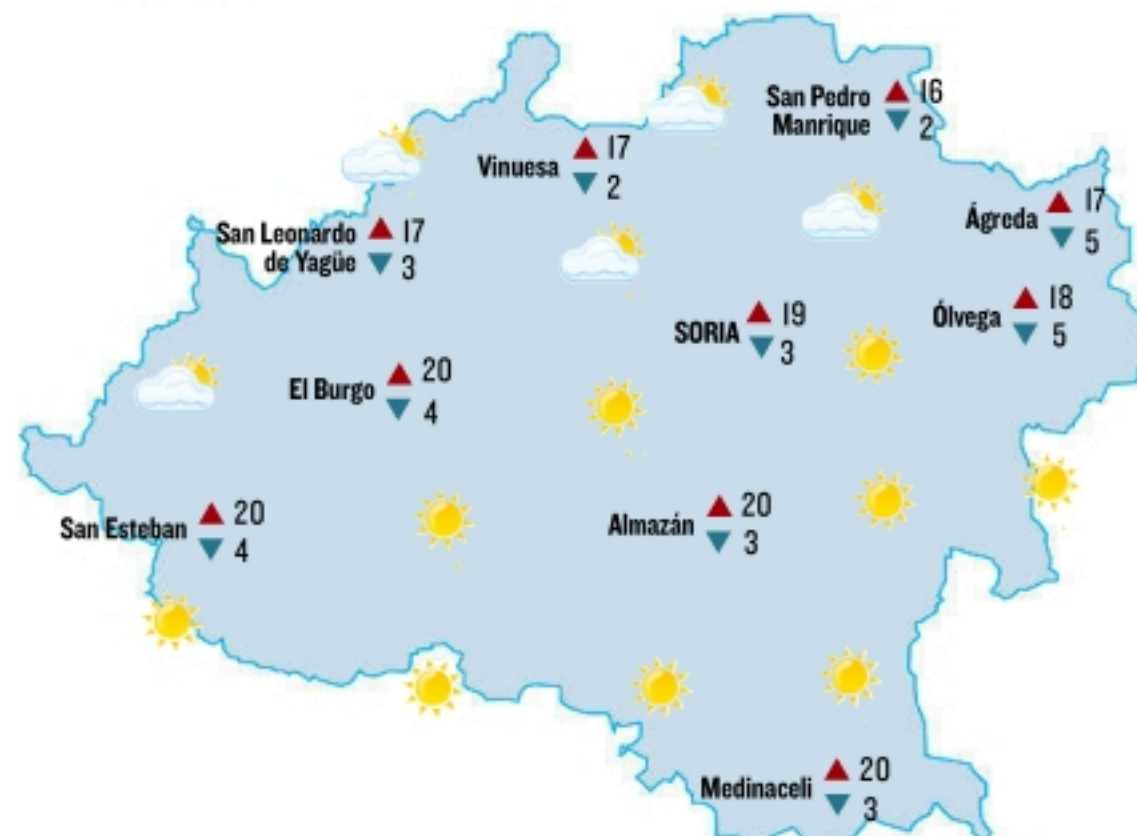 San Pedro
Manrique
16
2
Vinuesa
17
2
San Leonardo
de Yagüe
17
3
Ágreda
17
5
SORIA
19
3
Ólvega
18
5
El Burgo
20
4
San Esteban
20
4
Almazán
20
3
Medinaceli
20
3